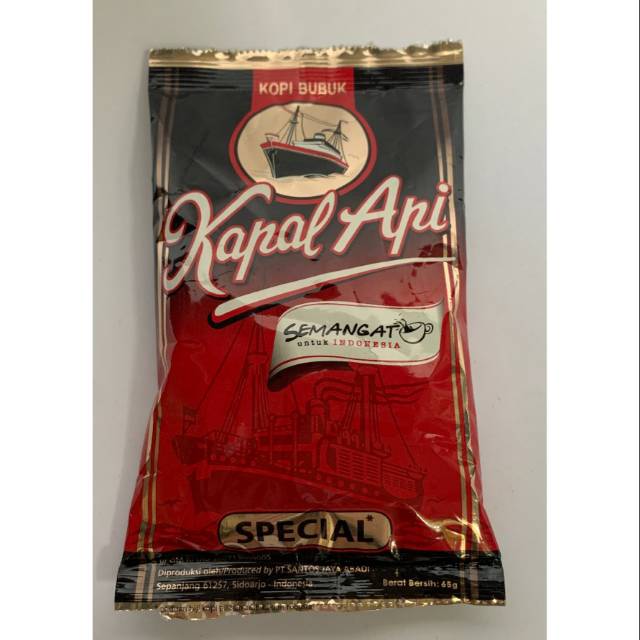 KOPI BUBUK
Kapal Api
SEMANGAT
untuk INDONESIA
SPECIAL*
Diproduksi oleh/Produced by PT SANTOS JAYA ABADI
Sepanjang 61257, Sidoarjo - Indonesia
Berat Bersih: 65g